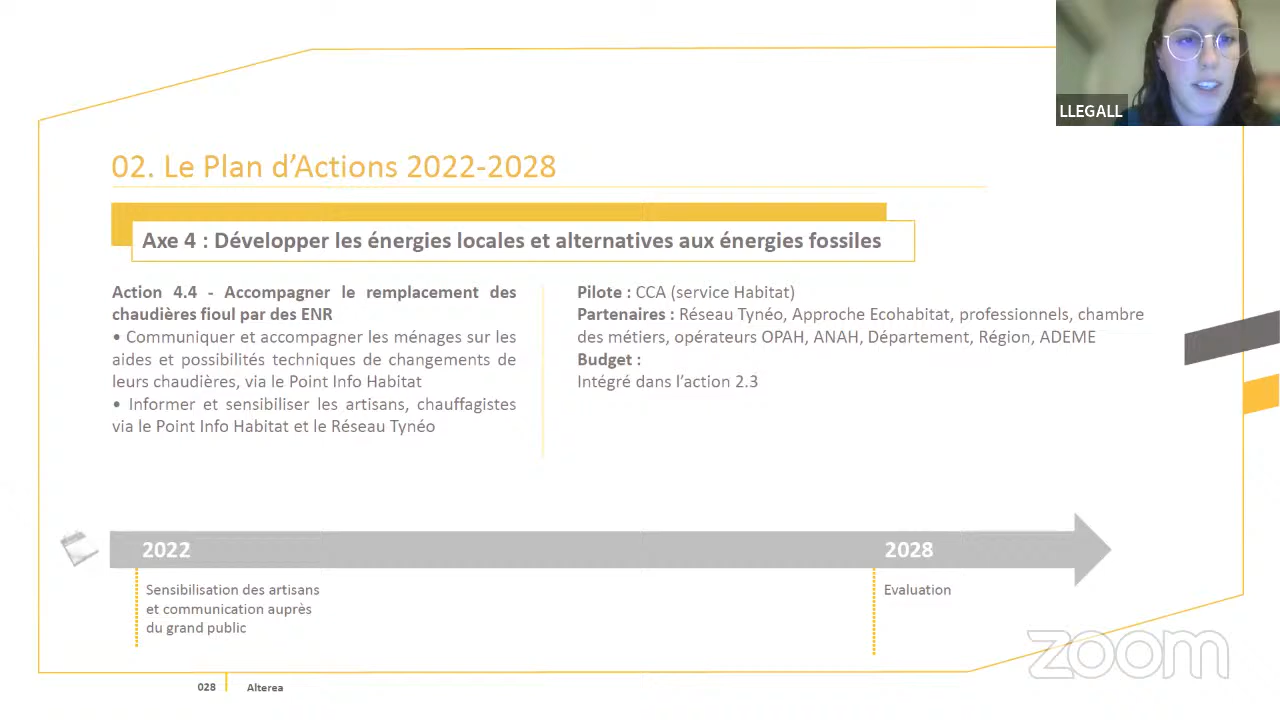 LLEGALL
02. Le Plan d’Actions 2022-2028
Axe 4 : Développer les énergies locales et alternatives aux énergies fossiles
Action 4.4 - Accompagner le remplacement des
chaudières fioul par des ENR
• Communiquer et accompagner les ménages sur les
aides et possibilités techniques de changements de
leurs chaudières, via le Point Info Habitat
• Informer et sensibiliser les artisans, chauffagistes
via le Point Info Habitat et le Réseau Tynéo
Pilote : CCA (service Habitat)
Partenaires : Réseau Tynéo, Approche Ecohabitat, professionnels, chambre
des métiers, opérateurs OPAH, ANAH, Département, Région, ADEME
Budget :
Intégré dans l’action 2.3
2022
2028
Sensibilisation des artisans
et communication auprès
du grand public
Evaluation
zoom
028
Alterea